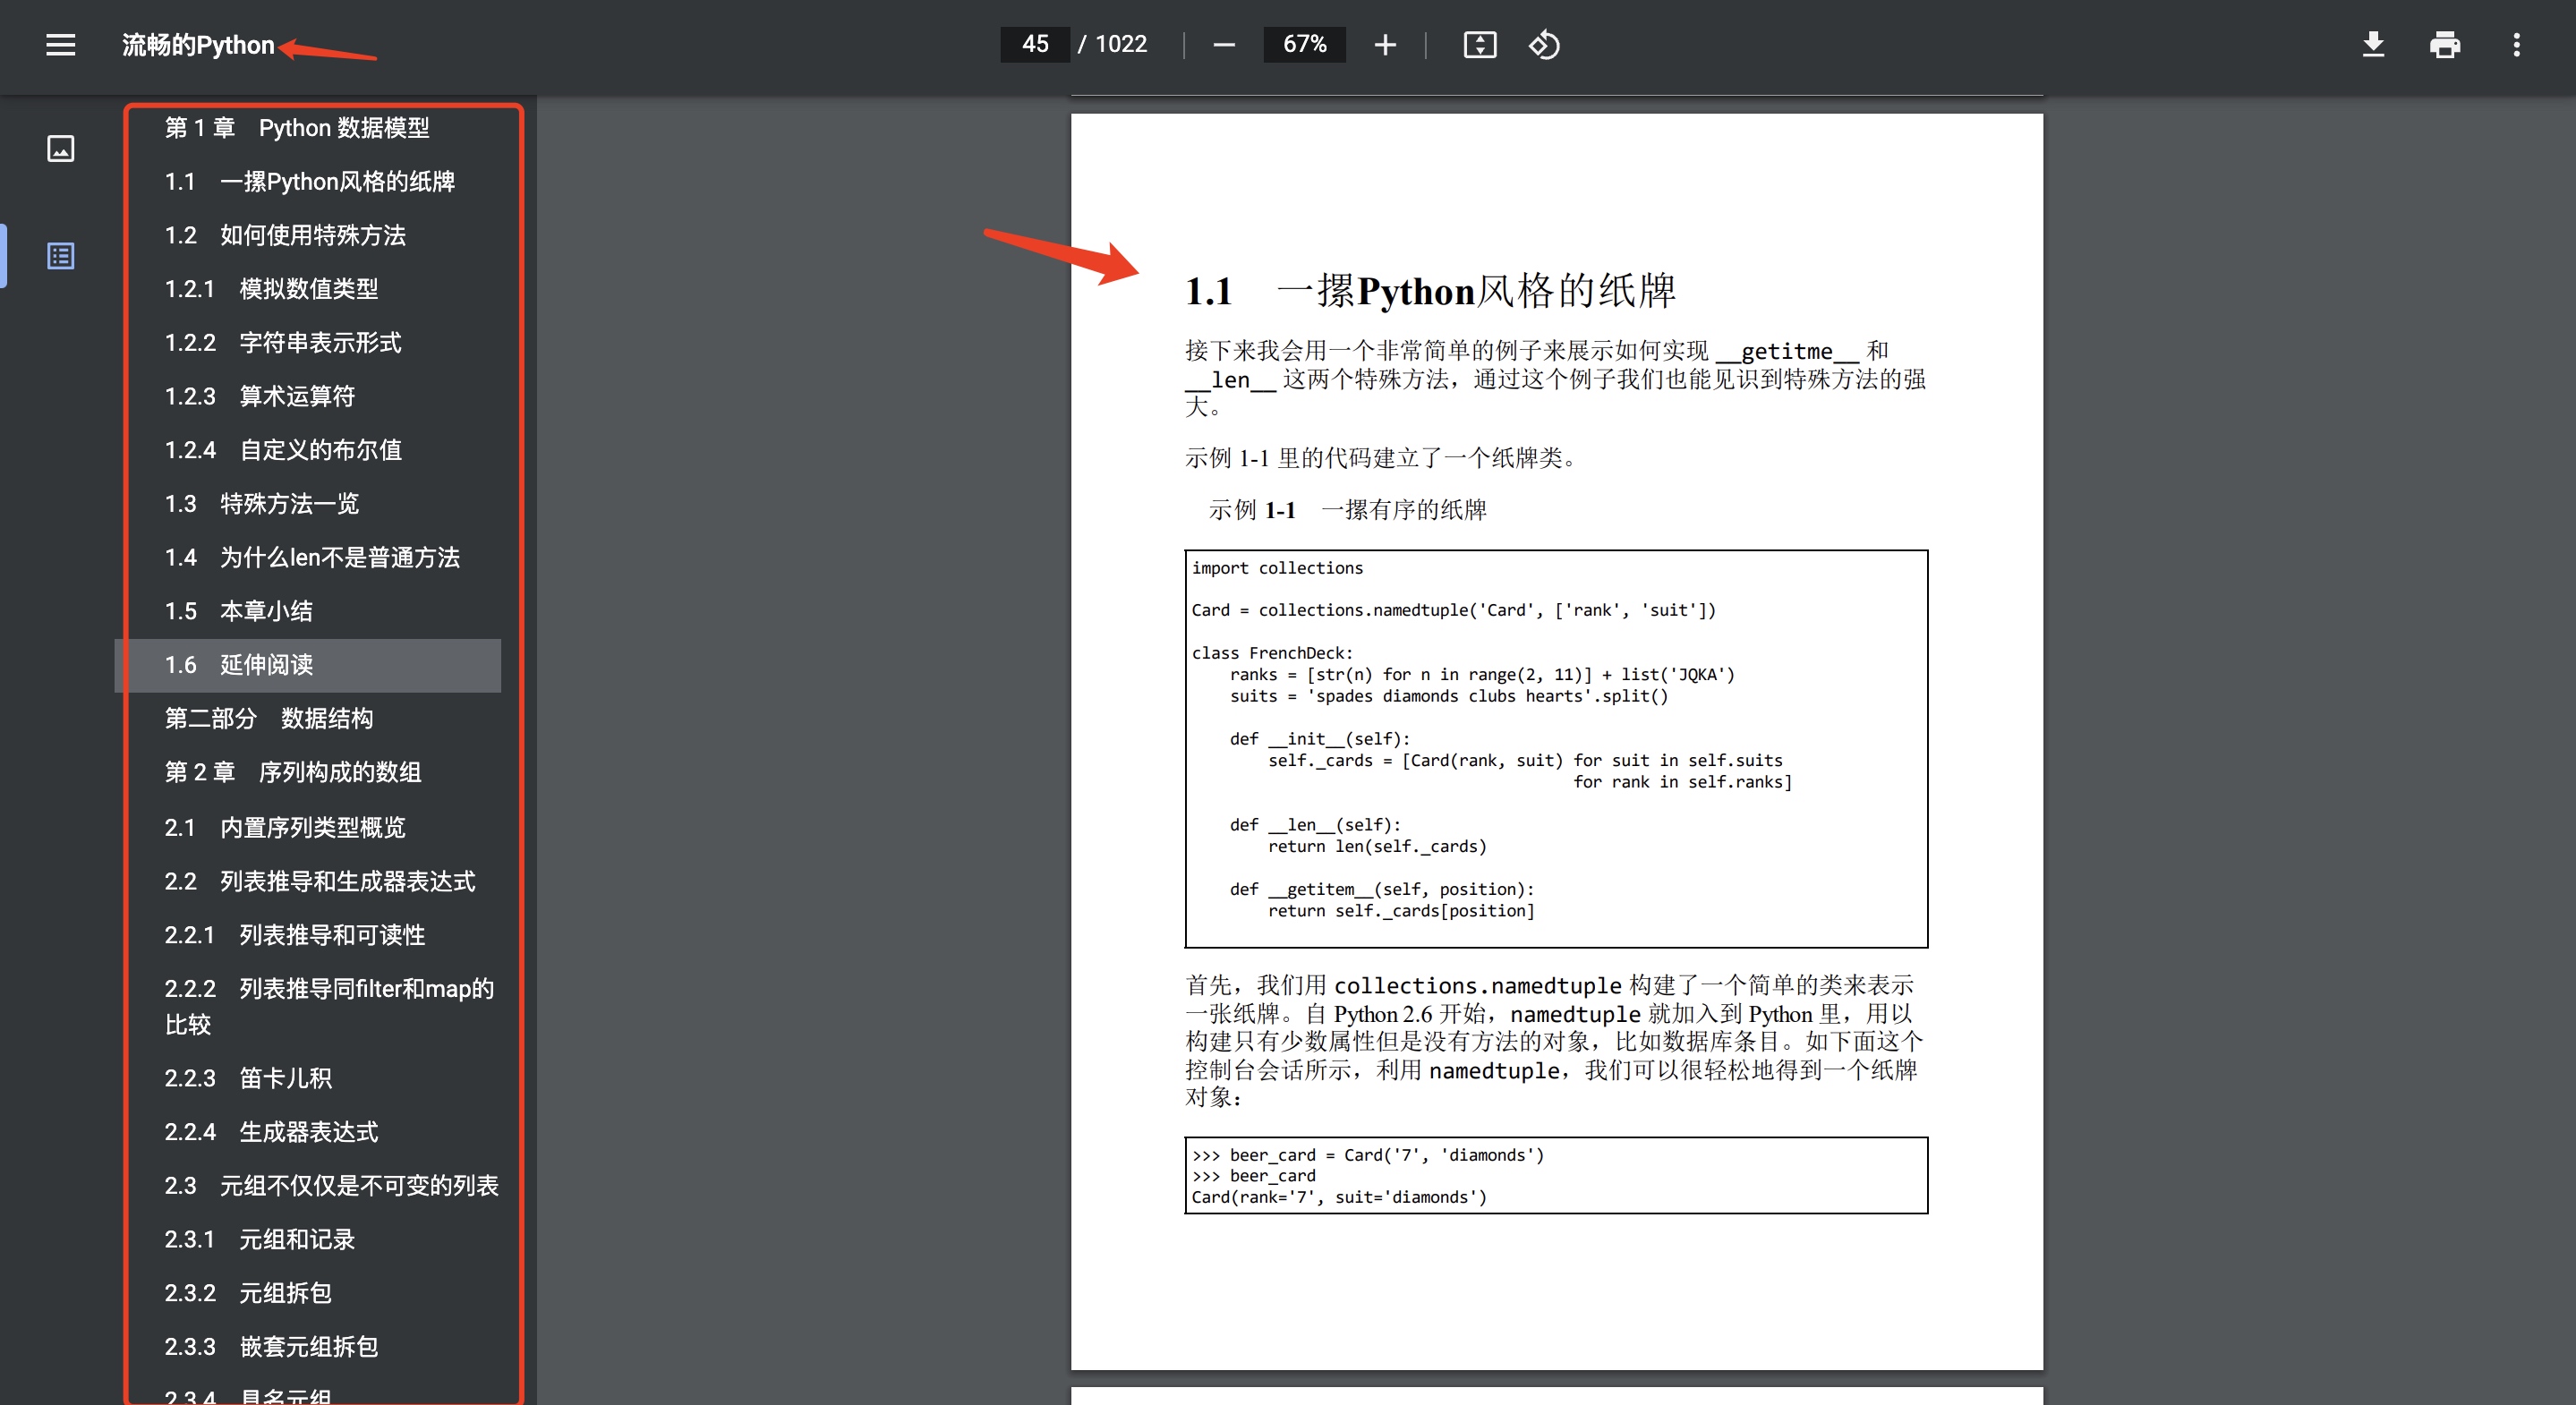 流畅的Python
45 / 1022
67%
第 1 章 Python 数据模型
1.1 一摞Python风格的纸牌
1.2 如何使用特殊方法
1.2.1 模拟数值类型
1.2.2 字符串表示形式
1.2.3 算术运算符
1.2.4 自定义的布尔值
1.3 特殊方法一览
1.4 为什么len不是普通方法
1.5 本章小结
1.6 延伸阅读
第二部分 数据结构
第 2 章 序列构成的数组
2.1 内置序列类型概览
2.2 列表推导和生成器表达式
2.2.1 列表推导和可读性
2.2.2 列表推导同filter和map的
比较
2.2.3 笛卡儿积
2.2.4 生成器表达式
2.3 元组不仅仅是不可变的列表
2.3.1 元组和记录
2.3.2 元组拆包
2.3.3 嵌套元组拆包
2.3.4 具名元组
1.1 一摞Python风格的纸牌
接下来我会用一个非常简单的例子来展示如何实现 __getitme__ 和
__len__ 这两个特殊方法，通过这个例子我们也能见识到特殊方法的强
大。
示例 1-1 里的代码建立了一个纸牌类。
示例 1-1 一摞有序的纸牌
import collections
Card = collections.namedtuple('Card', ['rank', 'suit'])
class FrenchDeck:
ranks = [str(n) for n in range(2, 11)] + list('JQKA')
suits = 'spades diamonds clubs hearts'.split()
def __init__(self):
self._cards = [Card(rank, suit) for suit in self.suits
for rank in self.ranks]
def __len__(self):
return len(self._cards)
def __getitem__(self, position):
return self._cards[position]
首先，我们用 collections.namedtuple 构建了一个简单的类来表示
一张纸牌。自 Python 2.6 开始，namedtuple 就加入到 Python 里，用以
构建只有少数属性但是没有方法的对象，比如数据库条目。如下面这个
控制台会话所示，利用 namedtuple，我们可以很轻松地得到一个纸牌
对象：
>>> beer_card = Card('7', 'diamonds')
>>> beer_card
Card(rank='7', suit='diamonds')